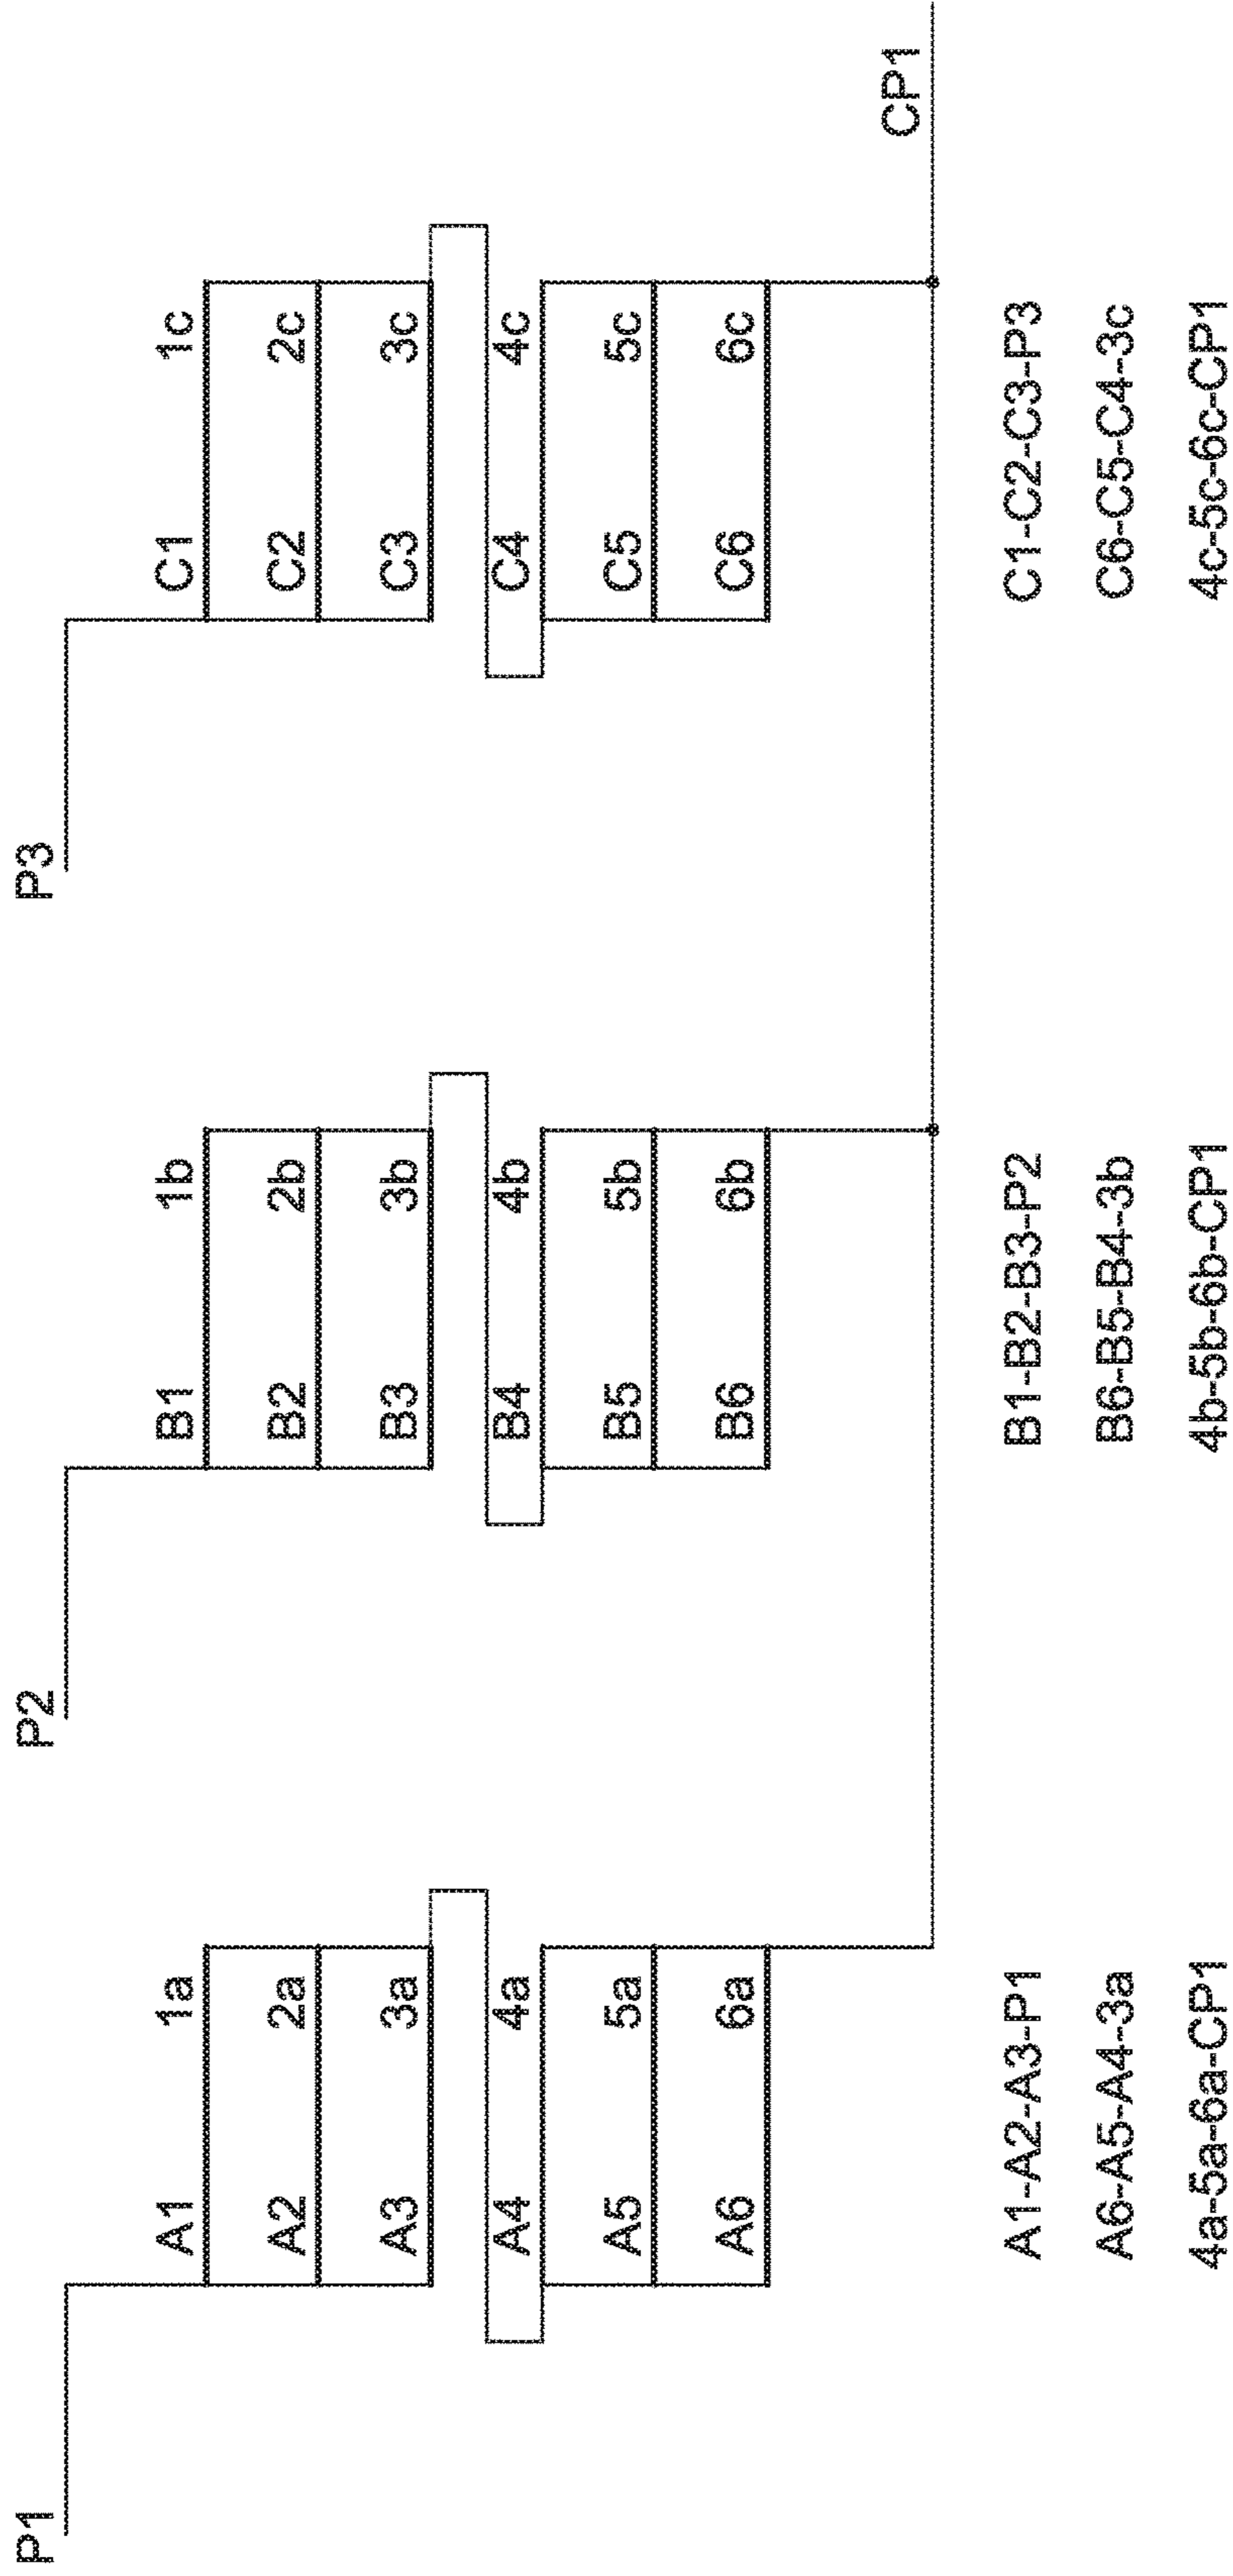 P1 P2 P3
A1 1a B1 1b C1 1c
A2 2a B2 2b C2 2c
A3 3a B3 3b C3 3c
A4 4a B4 4b C4 4c
A5 5a B5 5b C5 5c
A6 6a B6 6b C6 6c
CP1
A1-A2-A3-P1 B1-B2-B3-P2 C1-C2-C3-P3
A6-A5-A4-3a B6-B5-B4-3b C6-C5-C4-3c
4a-5a-6a-CP1 4b-5b-6b-CP1 4c-5c-6c-CP1